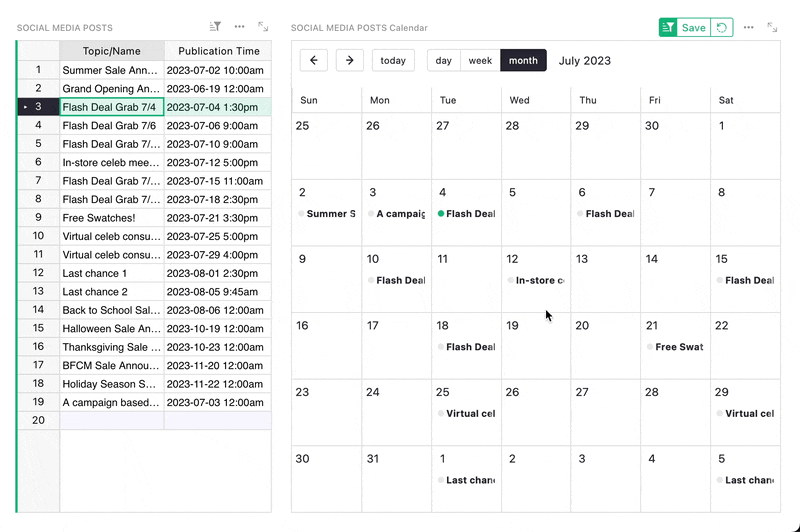 SOCIAL MEDIA POSTS
Topic/Name Publication Time
1 Summer Sale Ann... 2023-07-02 10:00am
2 Grand Opening An... 2023-06-19 12:00am
3 Flash Deal Grab 7/4 2023-07-04 1:30pm
4 Flash Deal Grab 7/6 2023-07-06 9:00am
5 Flash Deal Grab 7/... 2023-07-10 9:00am
6 In-store celeb mee... 2023-07-12 5:00pm
7 Flash Deal Grab 7/... 2023-07-15 11:00am
8 Flash Deal Grab 7/... 2023-07-18 2:30pm
9 Free Swatches! 2023-07-21 3:30pm
10 Virtual celeb consu... 2023-07-25 5:00pm
11 Virtual celeb consu... 2023-07-29 4:00pm
12 Last chance 1 2023-08-01 2:30pm
13 Last chance 2 2023-08-05 9:45am
14 Back to School Sal... 2023-08-06 12:00am
15 Halloween Sale An... 2023-10-19 12:00am
16 Thanksgiving Sale ... 2023-10-23 12:00am
17 BFCM Sale Annou... 2023-11-20 12:00am
18 Holiday Season S... 2023-11-22 12:00am
19 A campaign based... 2023-07-03 12:00am
20
SOCIAL MEDIA POSTS Calendar
Save
today day week month July 2023
Sun Mon Tue Wed Thu Fri Sat
25 26 27 28 29 30 1
2 3 4 5 6 7 8
Summer S A campaig Flash Deal Flash Deal
9 10 11 12 13 14 15
Flash Deal In-store c Flash Deal
16 17 18 19 20 21 22
Flash Deal Free Swat
23 24 25 26 27 28 29
Virtual cel Virtual cel
30 31 1 2 3 4 5
Last chan Last chan